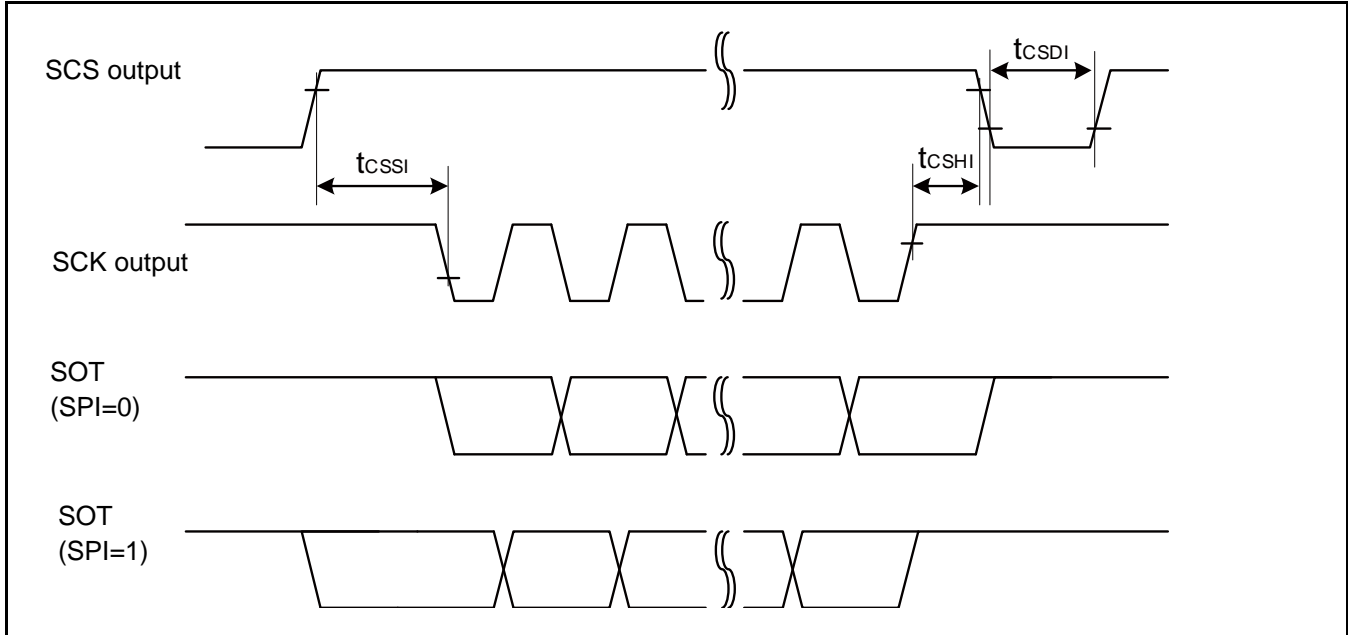 SCS output
tCSDI
tCSSI
tCSHI
SCK output
SOT
(SPI=0)
SOT
(SPI=1)